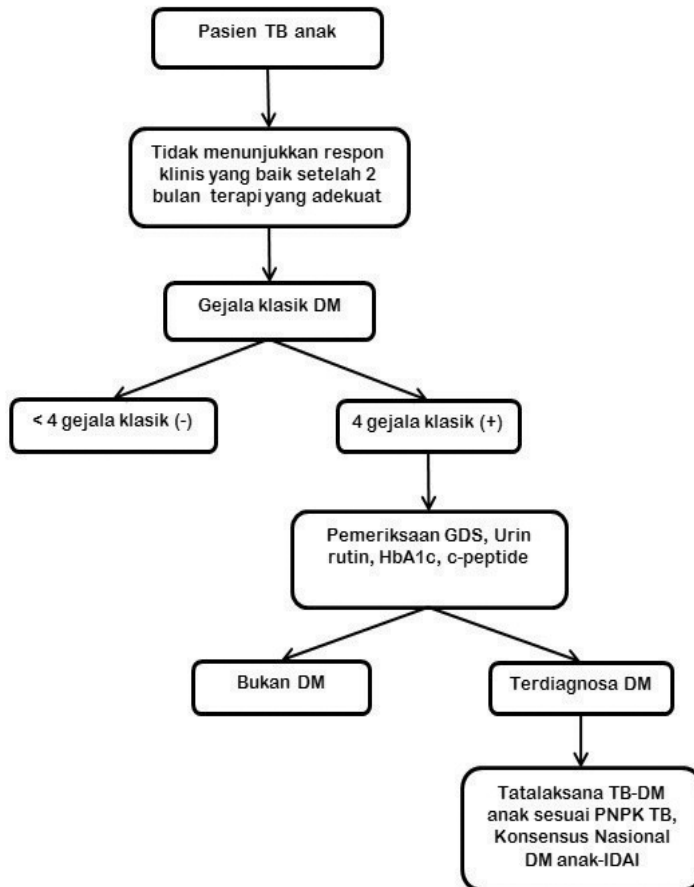 Pasien TB anak
Tidak menunjukkan respon
klinis yang baik setelah 2
bulan terapi yang adekuat
Gejala klasik DM
< 4 gejala klasik (-)
4 gejala klasik (+)
Pemeriksaan GDS, Urin
rutin, HbA1c, c-peptide
Bukan DM
Terdiagnosa DM
Tatalaksana TB-DM
anak sesuai PNPK TB,
Konsensus Nasional
DM anak-IDAI